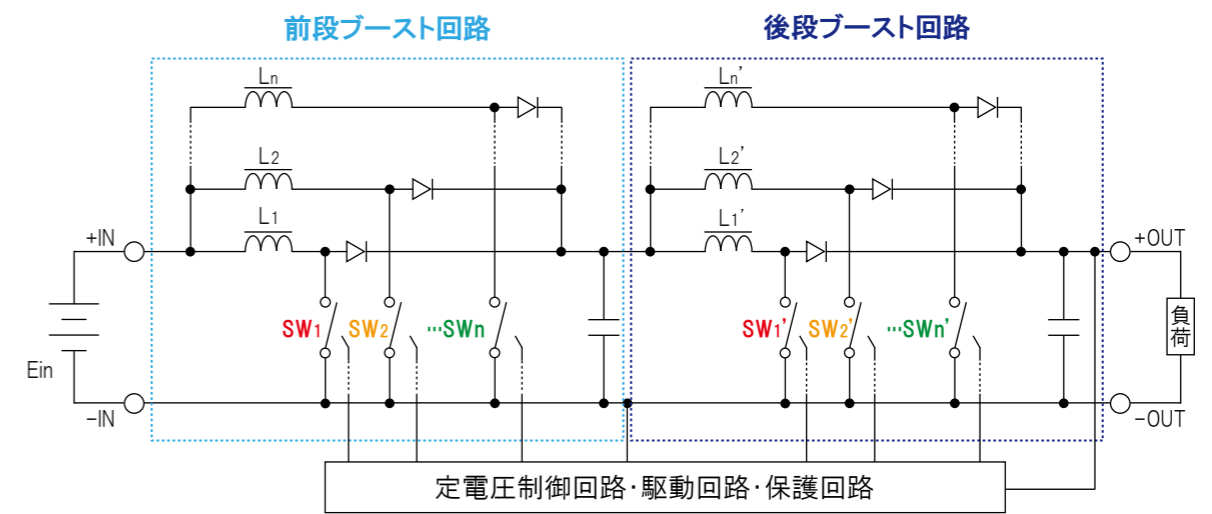 前段ブースト回路
後段ブースト回路
Ln
Ln'
L2
L2'
L1
L1'
+IN
+OUT
SW1
SW2
…SWn
SW1'
SW2'
…SWn'
負荷
Ein
-IN
-OUT
定電圧制御回路・駆動回路・保護回路